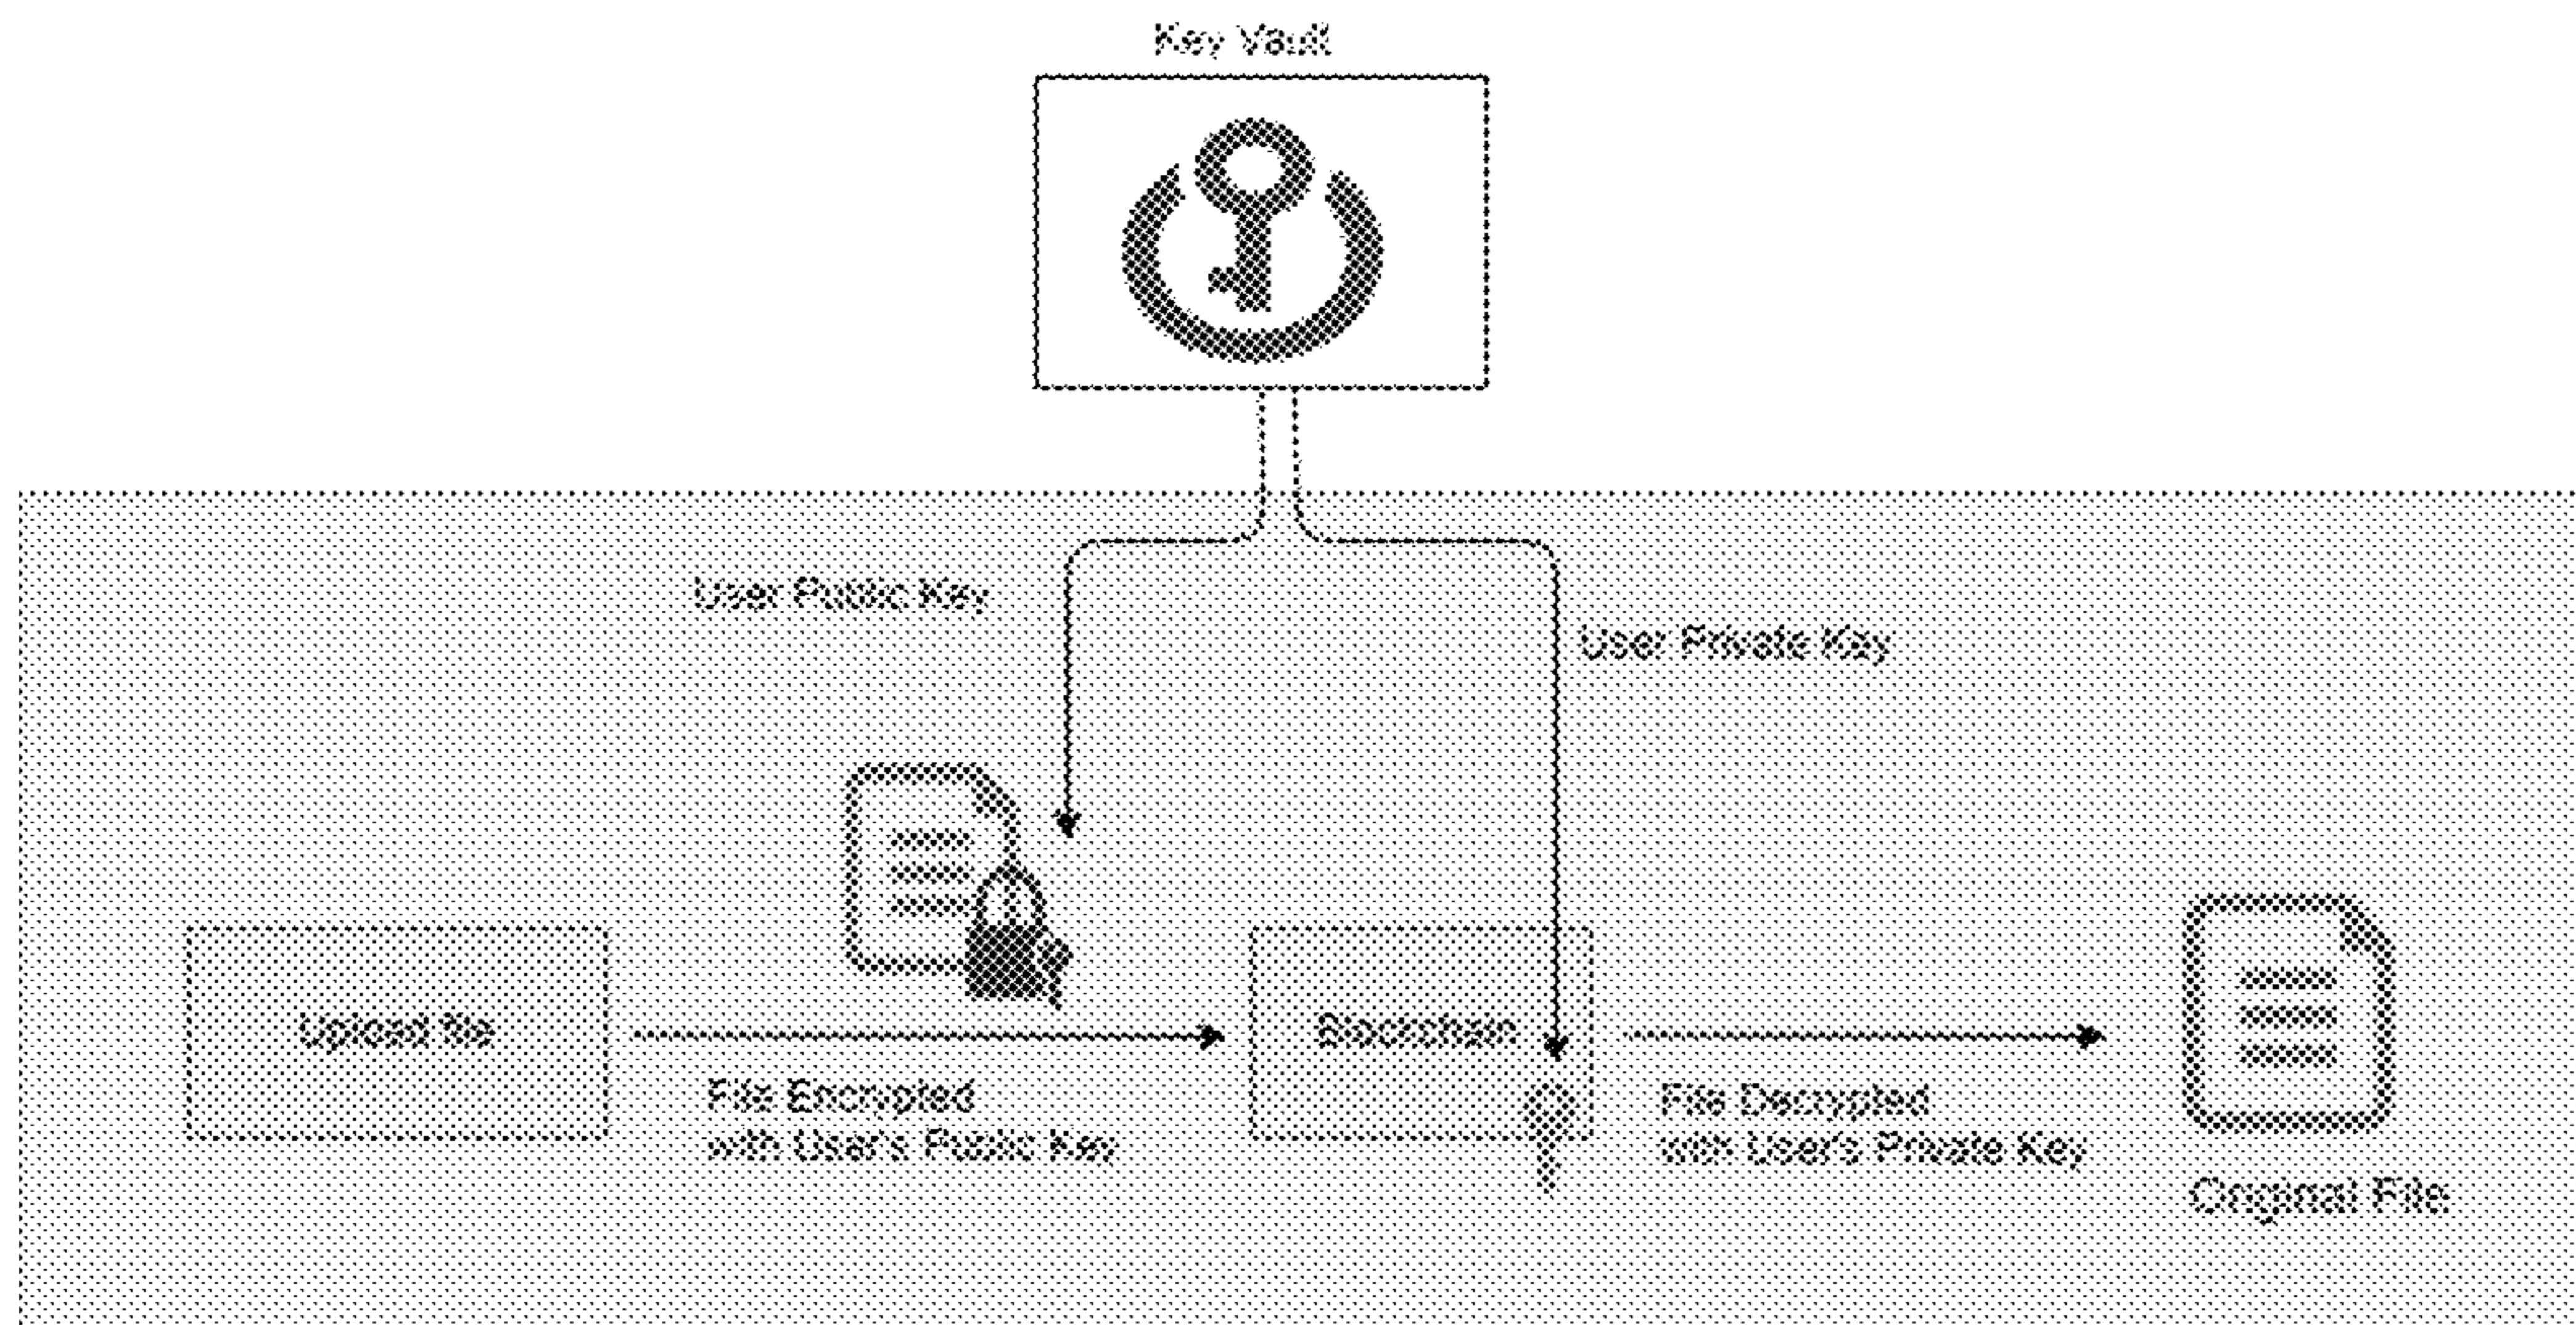 Key Vault
User Public Key
User Private Key
Upload file
Blockchain
File Encrypted
with User's Public Key
File Decrypted
with User's Private Key
Original File